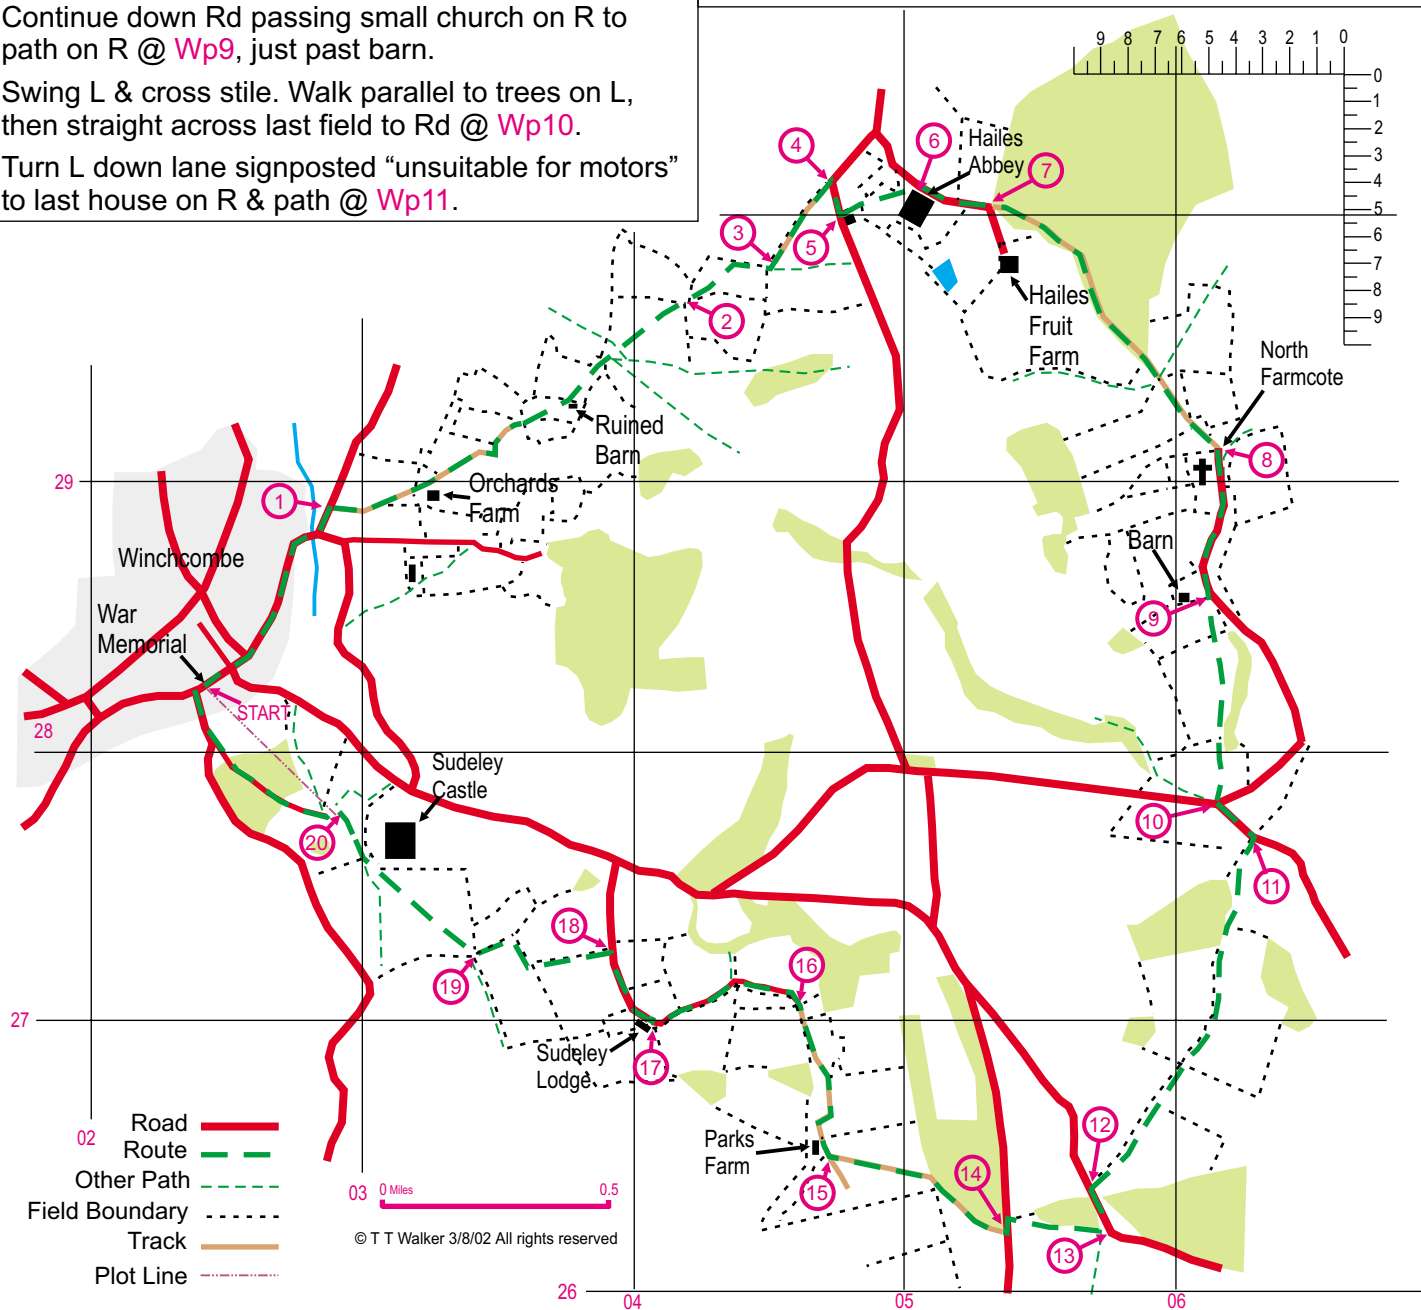 Continue down Rd passing small church on R to
path on R @ Wp9, just past barn.
Swing L & cross stile. Walk parallel to trees on L,
then straight across last field to Rd @ Wp10.
Turn L down lane signposted “unsuitable for motors”
to last house on R & path @ Wp11.
9 8 7 6 5 4 3 2 1 0
0
1
2
3
4
5
6
7
8
9
4
6
Hailes
Abbey
7
3
5
2
Hailes
Fruit
Farm
North
Farmcote
Ruined
Barn
8
29
1
Orchards
Farm
Winchcombe
Barn
War
Memorial
9
START
28
Sudeley
Castle
10
20
11
18
19
16
27
Sudeley
Lodge
17
12
Parks
Farm
14
15
13
02
Road
Route
Other Path
Field Boundary
Track
Plot Line
03
0 Miles
0.5
© T T Walker 3/8/02 All rights reserved
26
04
05
06